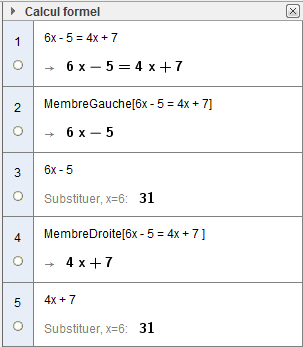 Calcul formel
1
6x - 5 = 4x + 7
→ 6 x − 5 = 4 x + 7
2
MembreGauche[6x - 5 = 4x + 7]
→ 6 x − 5
3
6x - 5
Substituer, x=6: 31
4
MembreDroite[6x - 5 = 4x + 7 ]
→ 4 x + 7
5
4x + 7
Substituer, x=6: 31